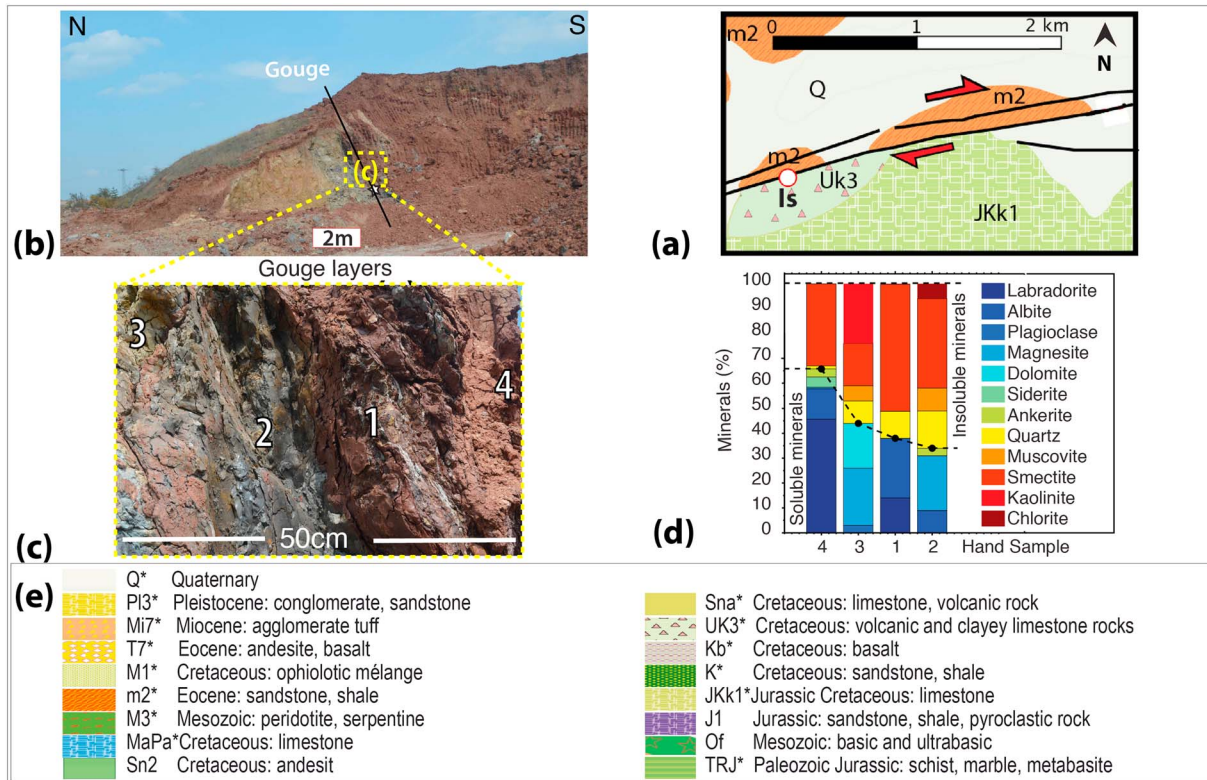 N
S
Gouge
(c)
(b)
2m
0
1
2 km
m2
N
Q
m2
m2
Uk3
Is
JKk1
(a)
Gouge layers
3
2
1
4
50cm
(c)
100
90
70
60
50
40
30
20
10
0
Minerals (%)
Soluble minerals
Insoluble minerals
4 3 1 2 Hand Sample
Labradorite
Albite
Plagioclase
Magnesite
Dolomite
Siderite
Ankerite
Quartz
Muscovite
Smectite
Kaolinite
Chlorite
(d)
(e)
Q* Quaternary
Pl3* Pleistocene: conglomerate, sandstone
Mi7* Miocene: agglomerate tuff
T7* Eocene: andesite, basalt
M1* Cretaceous: ophiolotic mélange
m2* Eocene: sandstone, shale
M3* Mesozoic: peridotite, serpentine
MaPa*Cretaceous: limestone
Sn2 Cretaceous: andesit
Sna* Cretaceous: limestone, volcanic rock
UK3* Cretaceous: volcanic and clayey limestone rocks
Kb* Cretaceous: basalt
K* Cretaceous: sandstone, shale
JKk1*Jurassic Cretaceous: limestone
J1 Jurassic: sandstone, shale, pyroclastic rock
Of Mesozoic: basic and ultrabasic
TRJ* Paleozoic Jurassic: schist, marble, metabasite